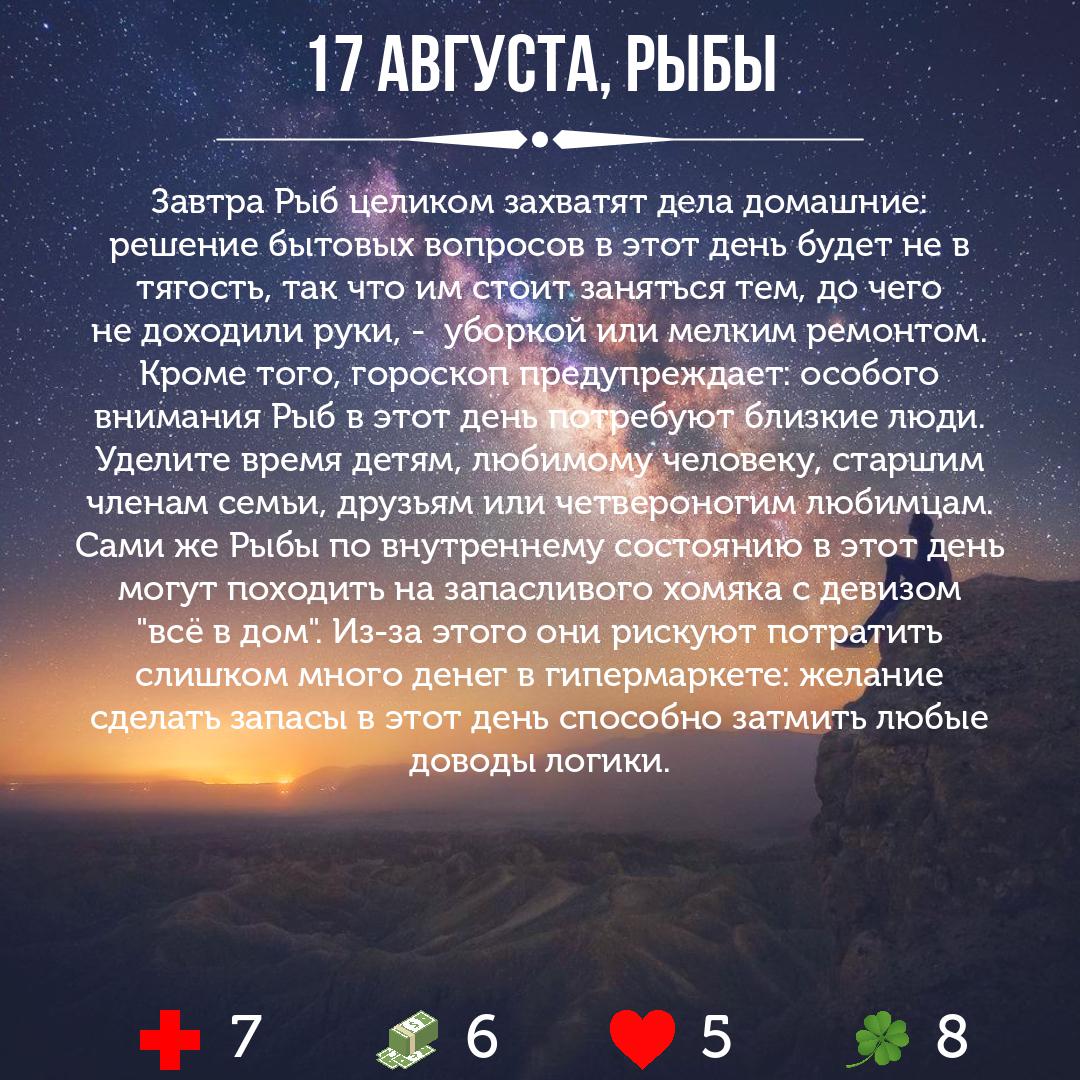 17 АВГУСТА, РЫБЫ
Завтра Рыб целиком захватят дела домашние:
решение бытовых вопросов в этот день будет не в
тягость, так что им стоит заняться тем, до чего
не доходили руки, -  уборкой или мелким ремонтом.
Кроме того, гороскоп предупреждает: особого
внимания Рыб в этот день потребуют близкие люди.
Уделите время детям, любимому человеку, старшим
членам семьи, друзьям или четвероногим любимцам.
Сами же Рыбы по внутреннему состоянию в этот день
могут походить на запасливого хомяка с девизом
"всё в дом". Из-за этого они рискуют потратить
слишком много денег в гипермаркете: желание
сделать запасы в этот день способно затмить любые
доводы логики.
7 6 5 8